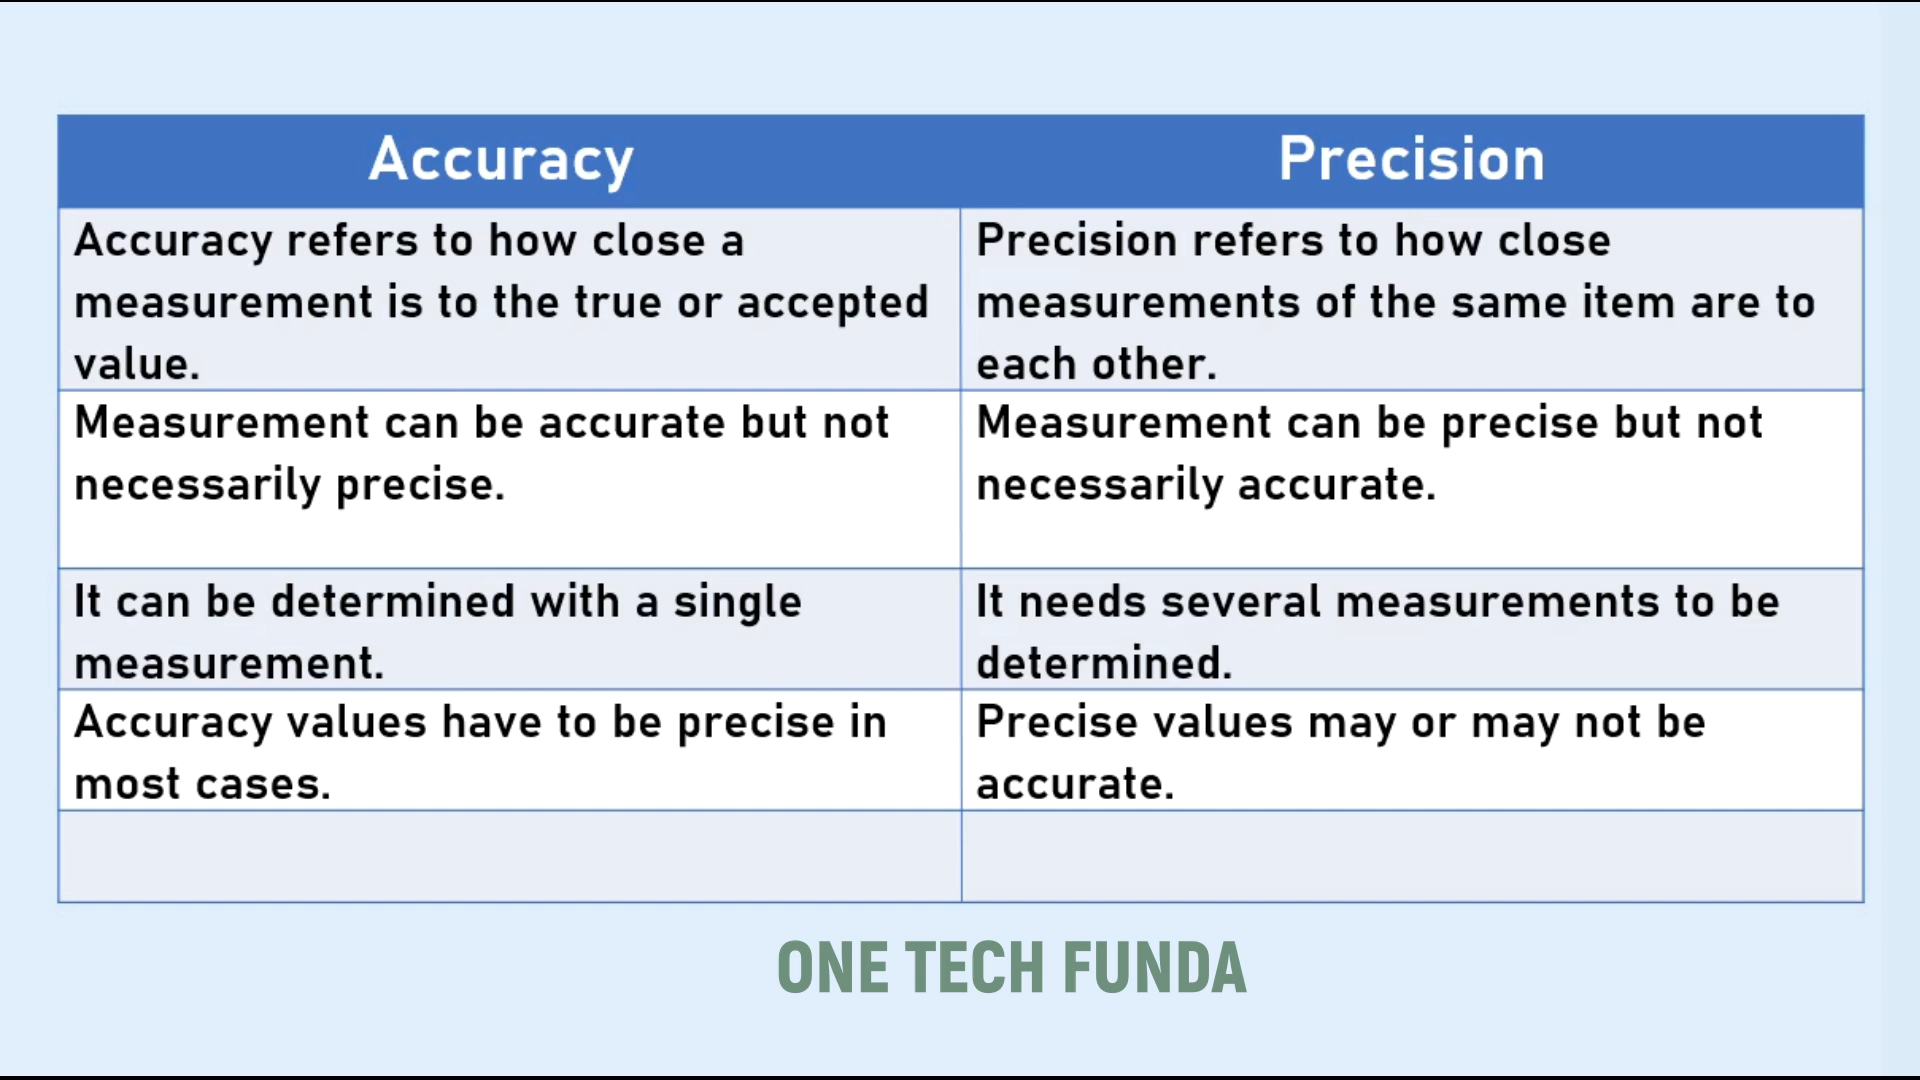 Accuracy
Precision
Accuracy refers to how close a
measurement is to the true or accepted
value.
Precision refers to how close
measurements of the same item are to
each other.
Measurement can be accurate but not
necessarily precise.
Measurement can be precise but not
necessarily accurate.
It can be determined with a single
measurement.
It needs several measurements to be
determined.
Accuracy values have to be precise in
most cases.
Precise values may or may not be
accurate.
ONE TECH FUNDA